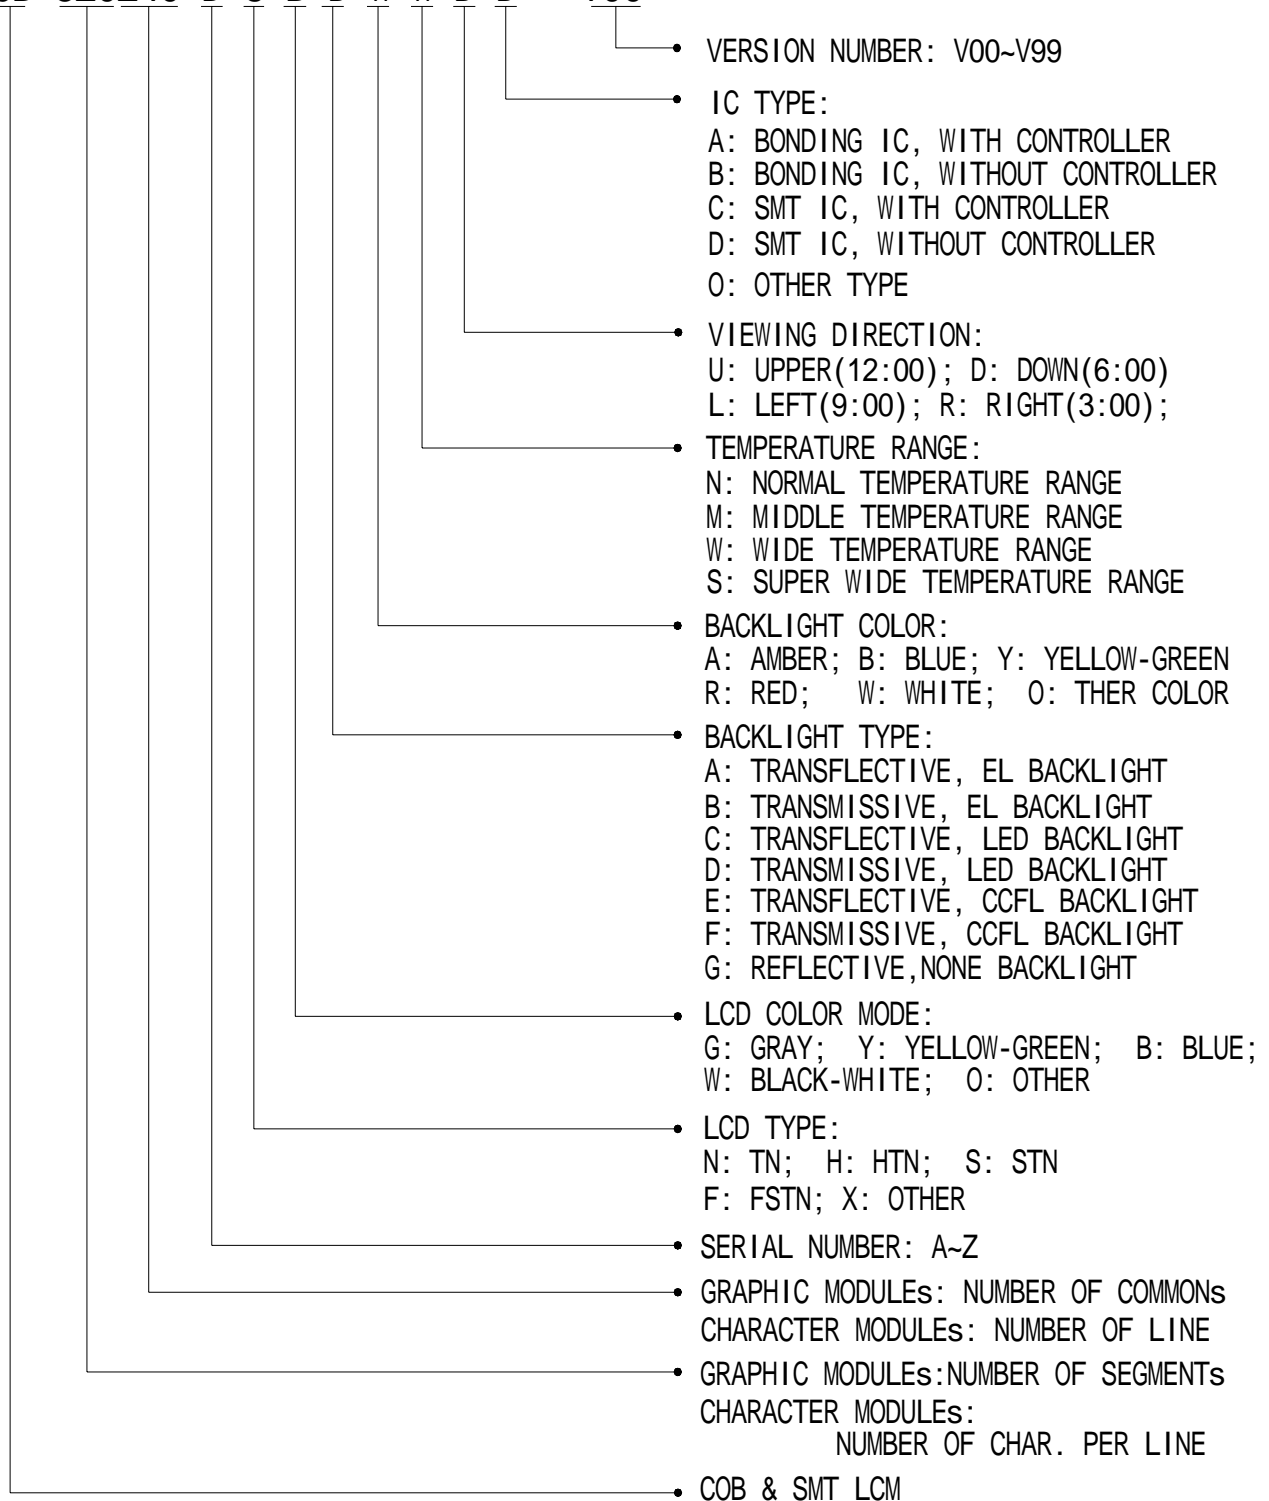 VERSION NUMBER: V00~V99
IC TYPE:
A: BONDING IC, WITH CONTROLLER
B: BONDING IC, WITHOUT CONTROLLER
C: SMT IC, WITH CONTROLLER
D: SMT IC, WITHOUT CONTROLLER
O: OTHER TYPE
VIEWING DIRECTION:
U: UPPER(12:00); D: DOWN(6:00)
L: LEFT(9:00); R: RIGHT(3:00);
TEMPERATURE RANGE:
N: NORMAL TEMPERATURE RANGE
M: MIDDLE TEMPERATURE RANGE
W: WIDE TEMPERATURE RANGE
S: SUPER WIDE TEMPERATURE RANGE
BACKLIGHT COLOR:
A: AMBER; B: BLUE; Y: YELLOW-GREEN
R: RED; W: WHITE; O: THER COLOR
BACKLIGHT TYPE:
A: TRANSFLECTIVE, EL BACKLIGHT
B: TRANSMISSIVE, EL BACKLIGHT
C: TRANSFLECTIVE, LED BACKLIGHT
D: TRANSMISSIVE, LED BACKLIGHT
E: TRANSFLECTIVE, CCFL BACKLIGHT
F: TRANSMISSIVE, CCFL BACKLIGHT
G: REFLECTIVE,NONE BACKLIGHT
LCD COLOR MODE:
G: GRAY; Y: YELLOW-GREEN; B: BLUE;
W: BLACK-WHITE; O: OTHER
LCD TYPE:
N: TN; H: HTN; S: STN
F: FSTN; X: OTHER
SERIAL NUMBER: A~Z
GRAPHIC MODULEs: NUMBER OF COMMONs
CHARACTER MODULEs: NUMBER OF LINE
GRAPHIC MODULEs:NUMBER OF SEGMENTs
CHARACTER MODULEs:
NUMBER OF CHAR. PER LINE
COB & SMT LCM